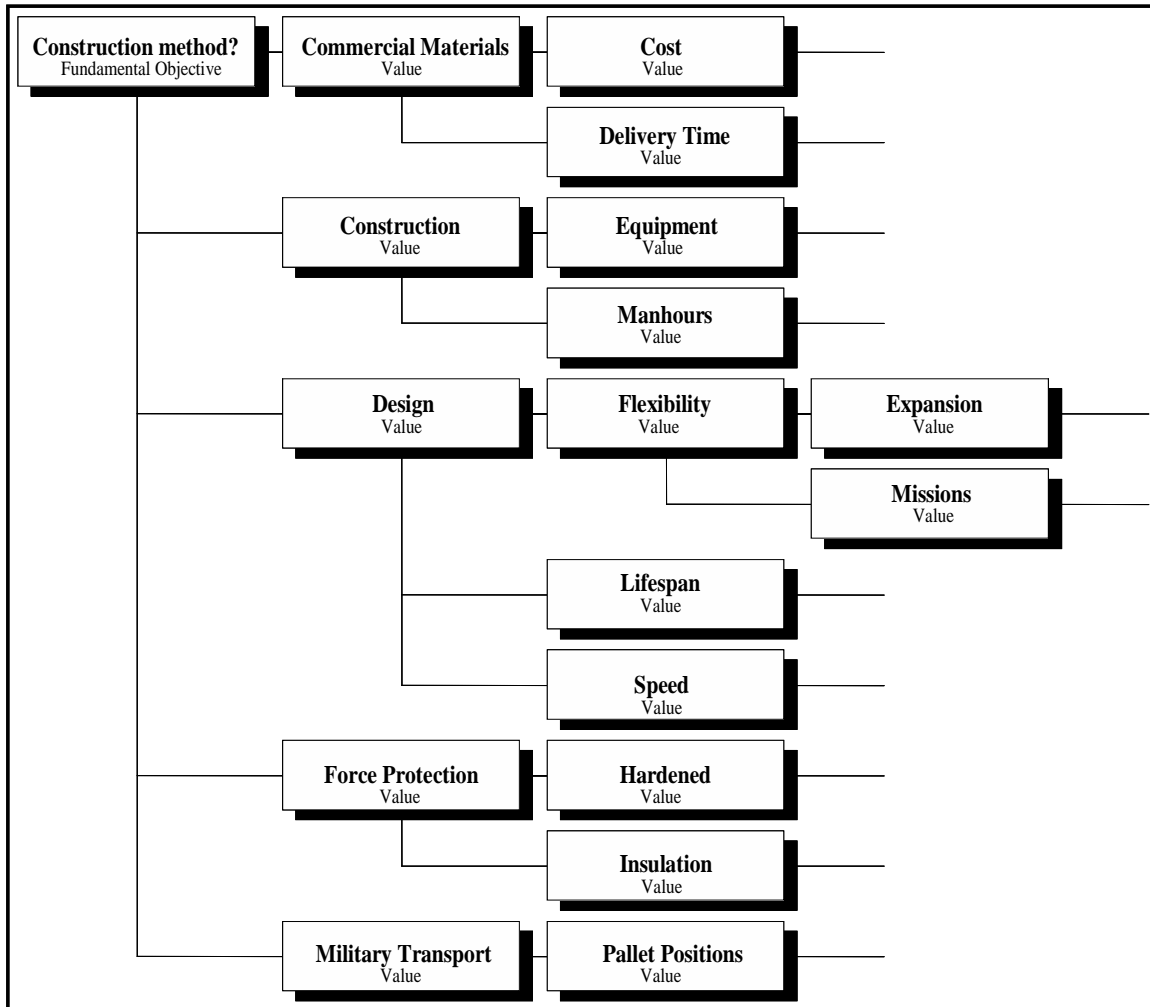 Construction method?
Fundamental Objective
Commercial Materials
Value
Cost
Value
Delivery Time
Value
Construction
Value
Equipment
Value
Manhours
Value
Design
Value
Flexibility
Value
Expansion
Value
Missions
Value
Lifespan
Value
Speed
Value
Force Protection
Value
Hardened
Value
Insulation
Value
Military Transport
Value
Pallet Positions
Value